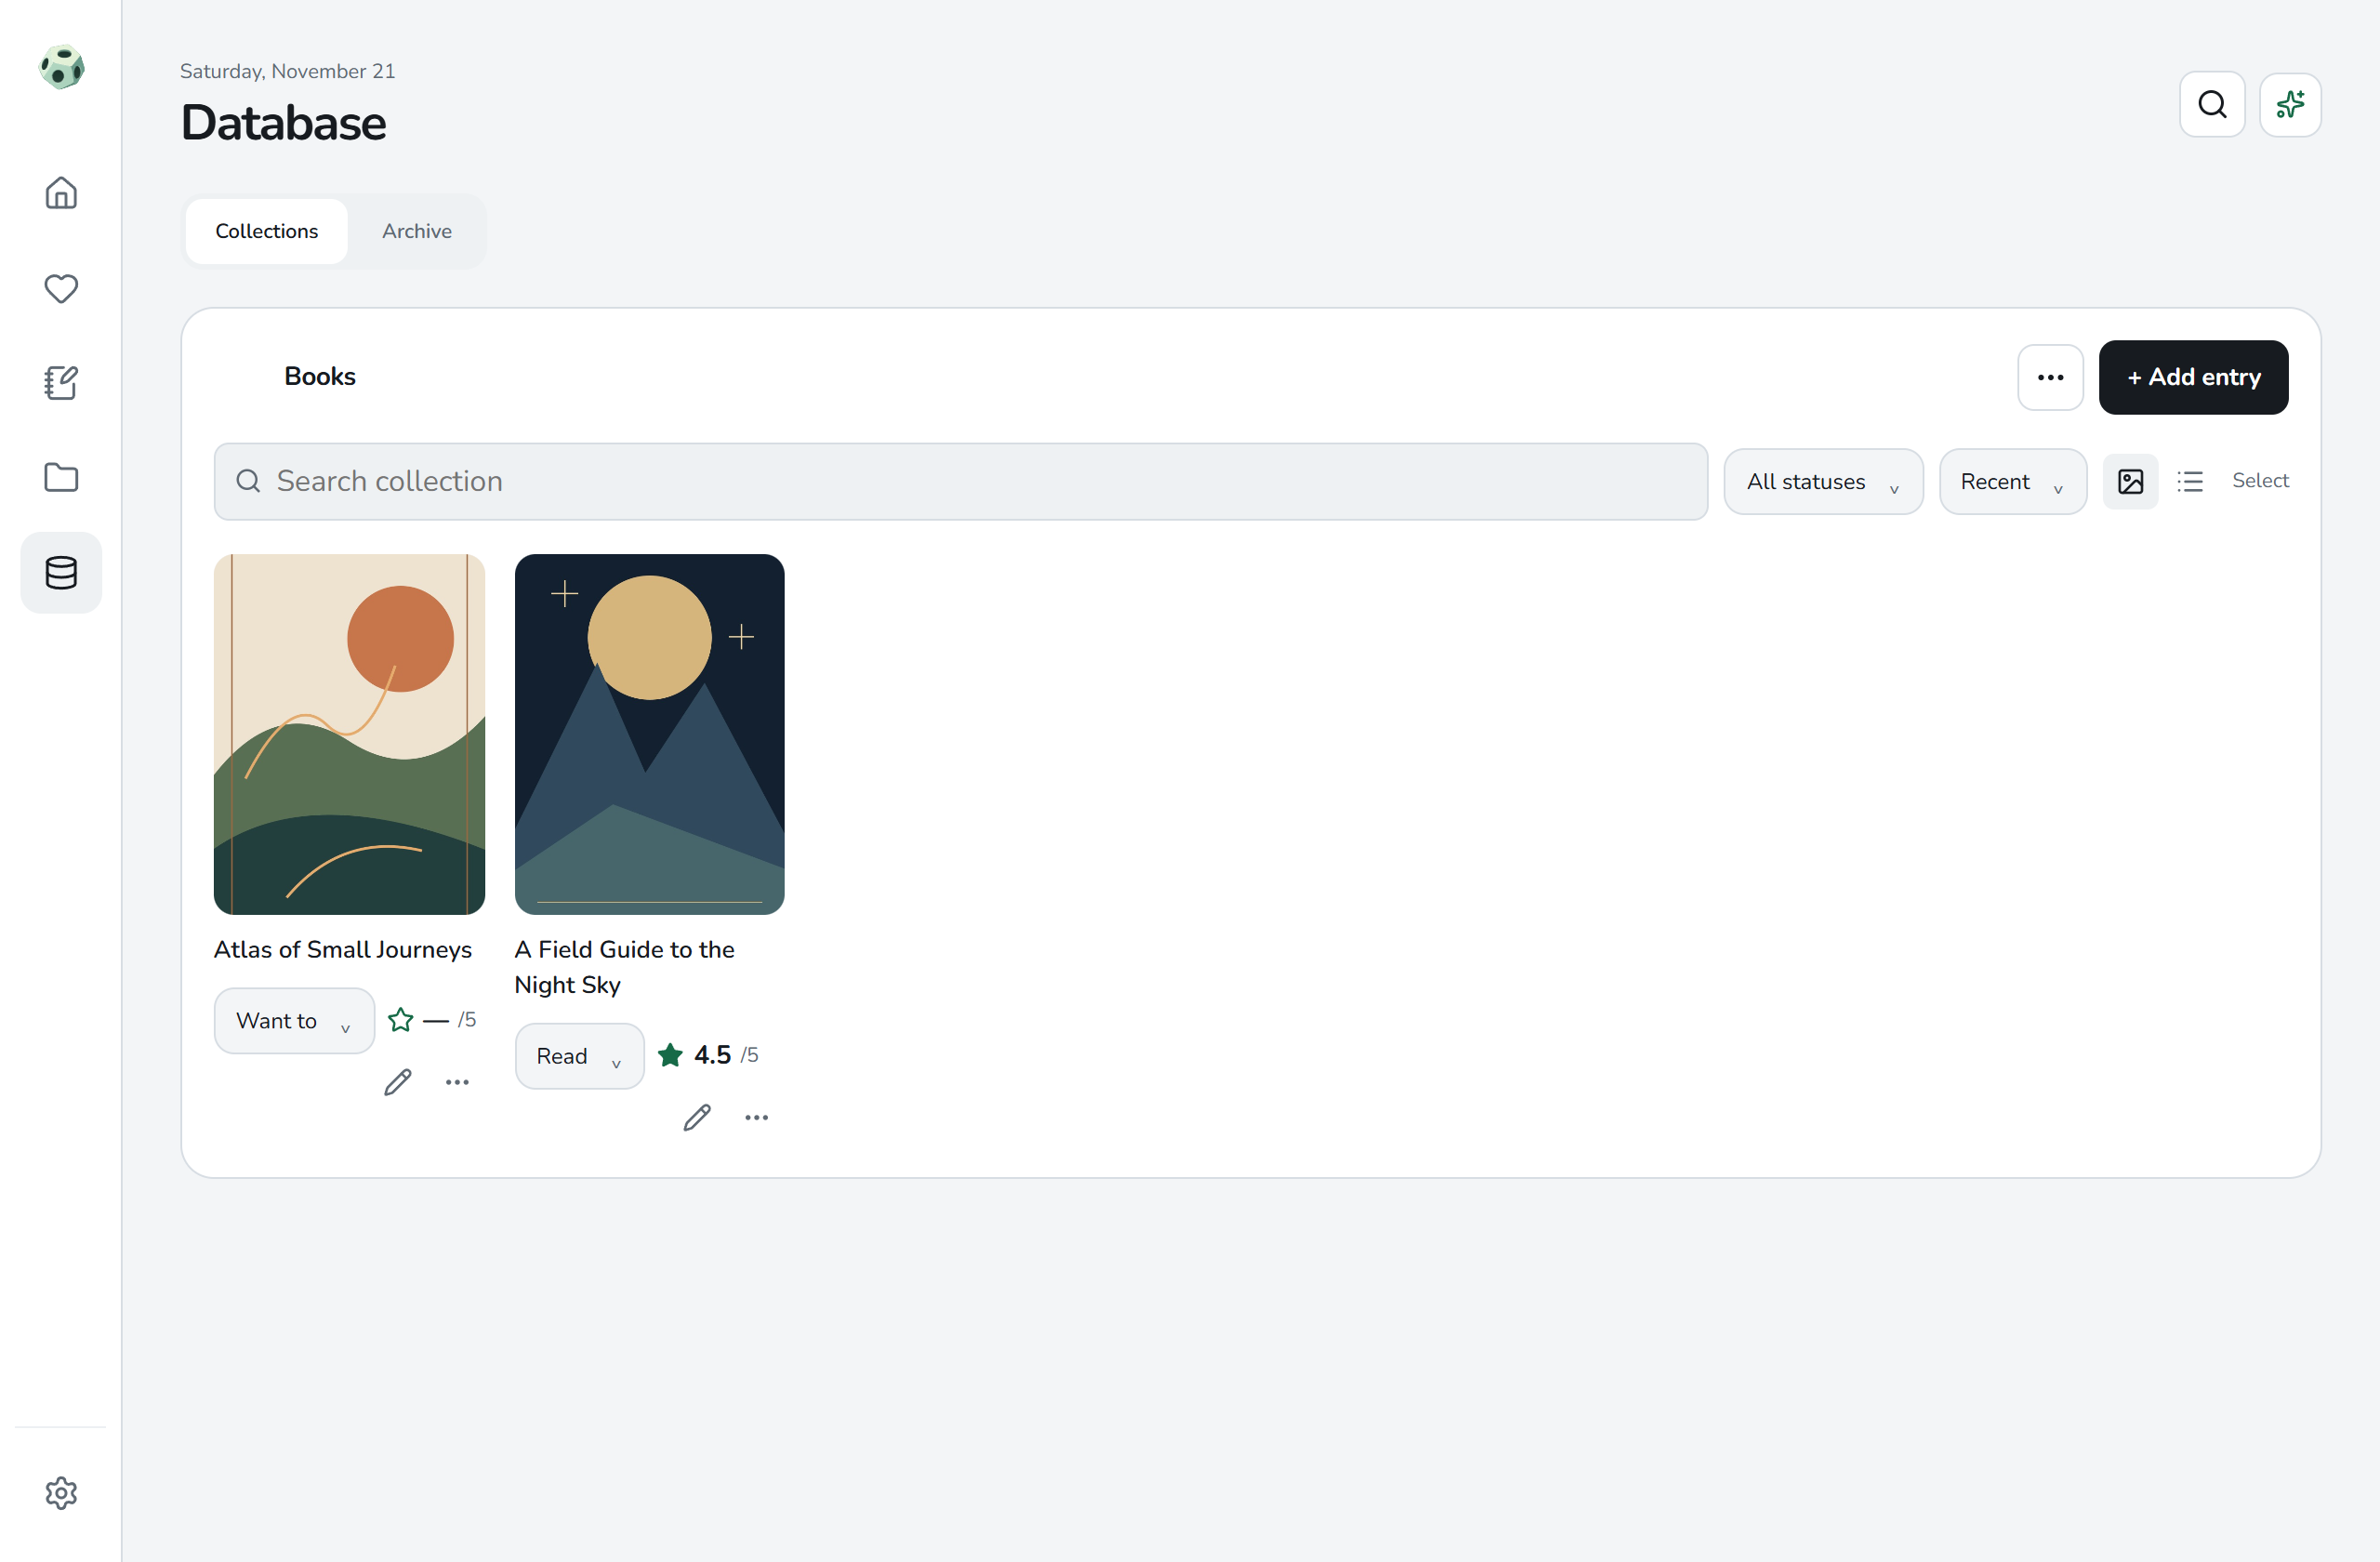 Saturday, November 21
Database
Collections Archive
Books
+ Add entry
Search collection
All statuses
Recent
Select
Atlas of Small Journeys
Want to
— /5
A Field Guide to the
Night Sky
Read
4.5 /5